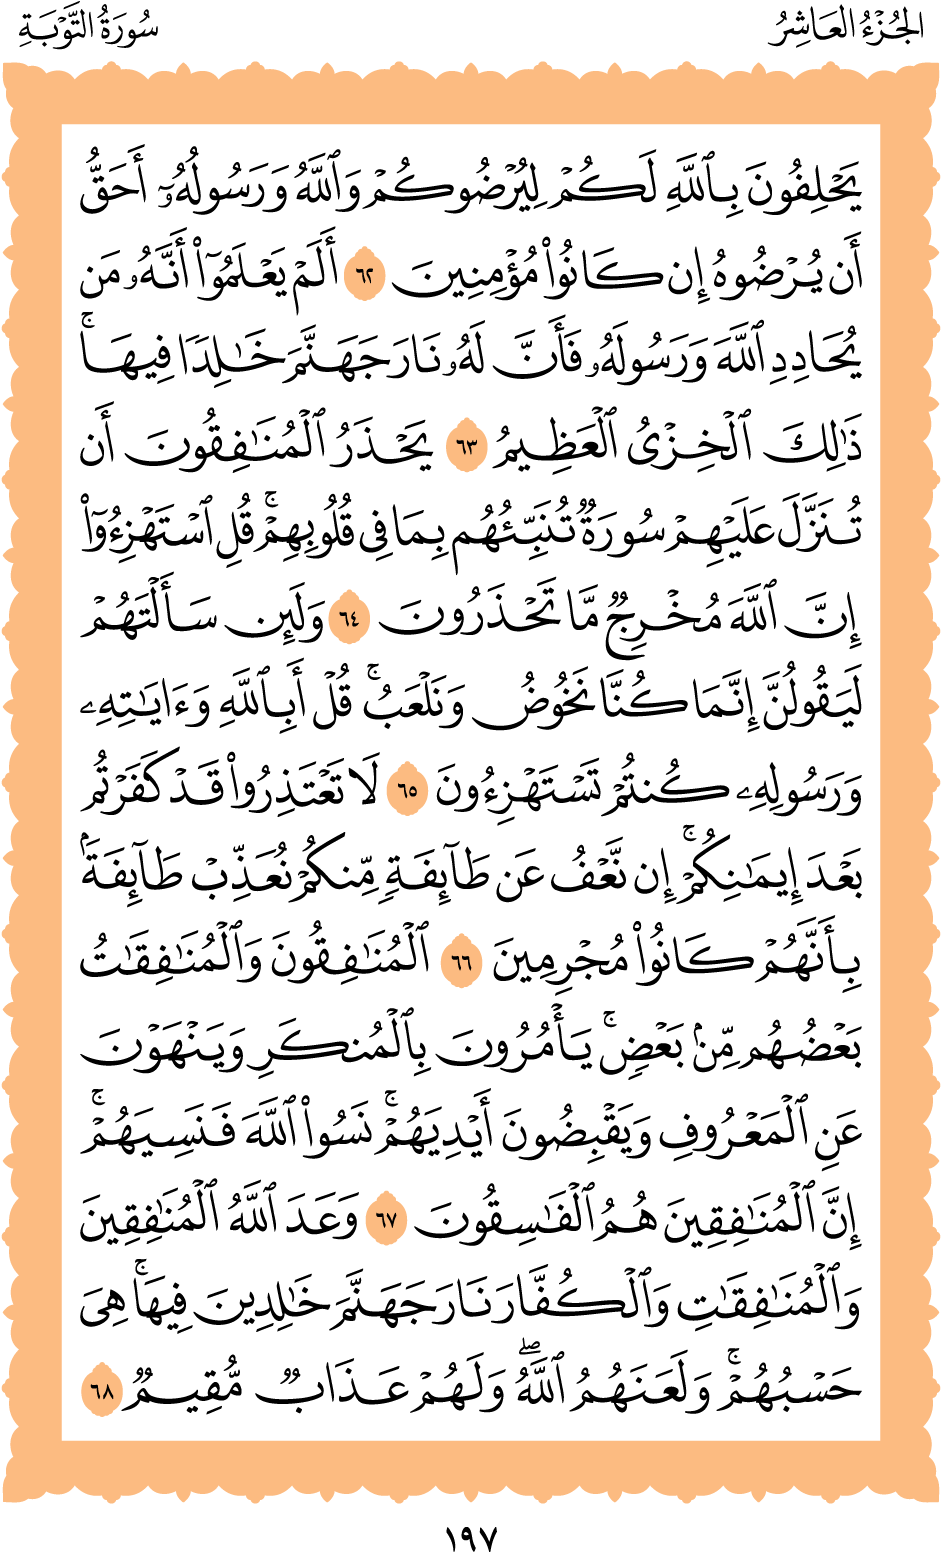 الجُزْءُ العَاشِرُ
سُورَةُ التَّوْبَةِ
يَحْلِفُونَ بِٱللَّهِ لَكُمْ لِيُرْضُوكُمْ وَٱللَّهُ وَرَسُولُهُۥٓ أَحَقُّ
أَن يُرْضُوهُ إِن كَانُوا۟ مُؤْمِنِينَ ٦٢ أَلَمْ يَعْلَمُوٓا۟ أَنَّهُۥ مَن
يُحَادِدِ ٱللَّهَ وَرَسُولَهُۥ فَأَنَّ لَهُۥ نَارَ جَهَنَّمَ خَـٰلِدًا فِيهَا ۚ
ذَٰلِكَ ٱلْخِزْىُ ٱلْعَظِيمُ ٦٣ يَحْذَرُ ٱلْمُنَـٰفِقُونَ أَن
تُنَزَّلَ عَلَيْهِمْ سُورَةٌ تُنَبِّئُهُم بِمَا فِى قُلُوبِهِمْ ۚ قُلِ ٱسْتَهْزِءُوٓا۟
إِنَّ ٱللَّهَ مُخْرِجٌ مَّا تَحْذَرُونَ ٦٤ وَلَئِن سَأَلْتَهُمْ
لَيَقُولُنَّ إِنَّمَا كُنَّا نَخُوضُ وَنَلْعَبُ ۚ قُلْ أَبِٱللَّهِ وَءَايَـٰتِهِۦ
وَرَسُولِهِۦ كُنتُمْ تَسْتَهْزِءُونَ ٦٥ لَا تَعْتَذِرُوا۟ قَدْ كَفَرْتُم
بَعْدَ إِيمَـٰنِكُمْ ۚ إِن نَّعْفُ عَن طَآئِفَةٍ مِّنكُمْ نُعَذِّبْ طَآئِفَةًۢ
بِأَنَّهُمْ كَانُوا۟ مُجْرِمِينَ ٦٦ ٱلْمُنَـٰفِقُونَ وَٱلْمُنَـٰفِقَـٰتُ
بَعْضُهُم مِّنۢ بَعْضٍ ۚ يَأْمُرُونَ بِٱلْمُنكَرِ وَيَنْهَوْنَ
عَنِ ٱلْمَعْرُوفِ وَيَقْبِضُونَ أَيْدِيَهُمْ ۚ نَسُوا۟ ٱللَّهَ فَنَسِيَهُمْ ۚ
إِنَّ ٱلْمُنَـٰفِقِينَ هُمُ ٱلْفَـٰسِقُونَ ٦٧ وَعَدَ ٱللَّهُ ٱلْمُنَـٰفِقِينَ
وَٱلْمُنَـٰفِقَـٰتِ وَٱلْكُفَّارَ نَارَ جَهَنَّمَ خَـٰلِدِينَ فِيهَا ۚ هِىَ
حَسْبُهُمْ ۚ وَلَعَنَهُمُ ٱللَّهُ ۖ وَلَهُمْ عَذَابٌ مُّقِيمٌ ٦٨
١٩٧